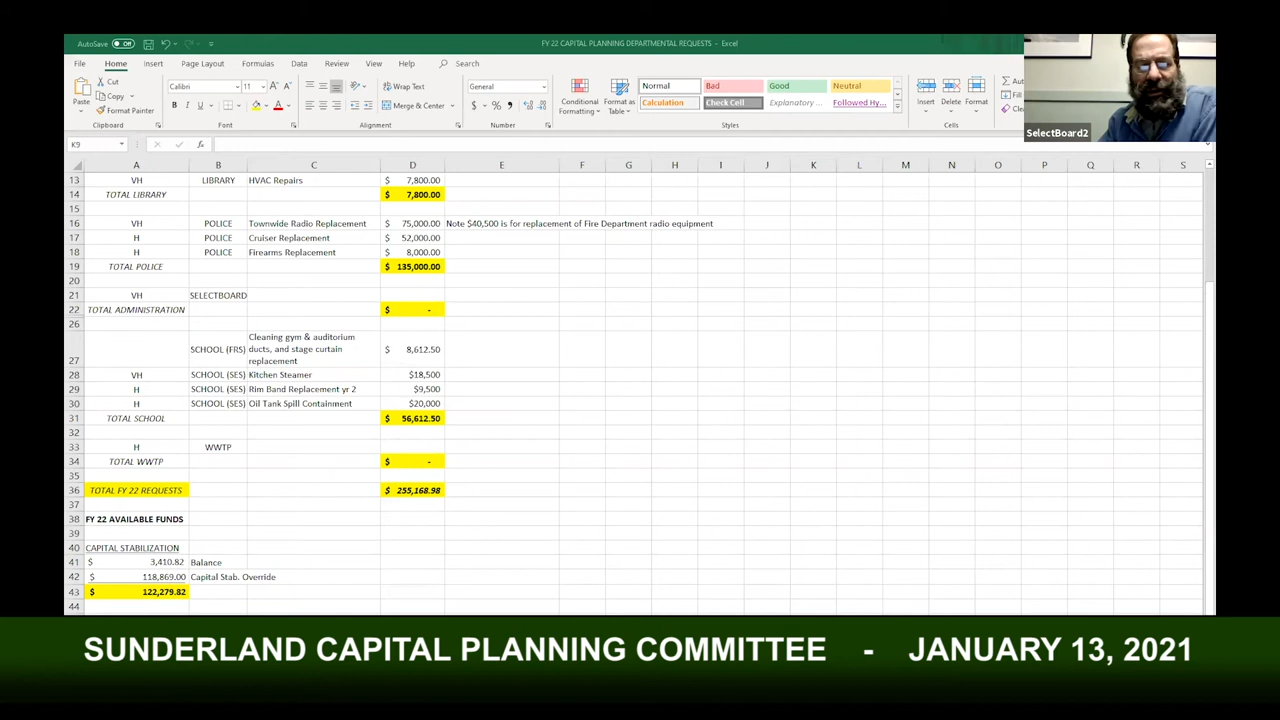 AutoSave Off
FY 22 CAPITAL PLANNING DEPARTMENTAL REQUESTS - Excel
File Home Insert Page Layout Formulas Data Review View Help Search
Cut
Copy
Format Painter
Paste
Clipboard
Calibri 11
B I U
Font
Wrap Text
Merge & Center
Alignment
General
$ %
Number
Conditional Formatting
Format as Table
Normal Bad Good Neutral
Calculation Check Cell Explanatory ... Followed Hy...
Styles
Insert Delete Format
Cells
SelectBoard2
K9 fx
A B C D E F G H I J K L M N O P Q R S
13 VH LIBRARY HVAC Repairs $ 7,800.00
14 TOTAL LIBRARY $ 7,800.00
15
16 VH POLICE Townwide Radio Replacement $ 75,000.00 Note $40,500 is for replacement of Fire Department radio equipment
17 H POLICE Cruiser Replacement $ 52,000.00
18 H POLICE Firearms Replacement $ 8,000.00
19 TOTAL POLICE $ 135,000.00
20
21 VH SELECTBOARD
22 TOTAL ADMINISTRATION $ -
26
27 SCHOOL (FRS) Cleaning gym & auditorium ducts, and stage curtain replacement $ 8,612.50
28 VH SCHOOL (SES) Kitchen Steamer $18,500
29 H SCHOOL (SES) Rim Band Replacement yr 2 $9,500
30 H SCHOOL (SES) Oil Tank Spill Containment $20,000
31 TOTAL SCHOOL $ 56,612.50
32
33 H WWTP
34 TOTAL WWTP $ -
35
36 TOTAL FY 22 REQUESTS $ 255,168.98
37
38 FY 22 AVAILABLE FUNDS
39
40 CAPITAL STABILIZATION
41 $ 3,410.82 Balance
42 $ 118,869.00 Capital Stab. Override
43 $ 122,279.82
44
SUNDERLAND CAPITAL PLANNING COMMITTEE - JANUARY 13, 2021